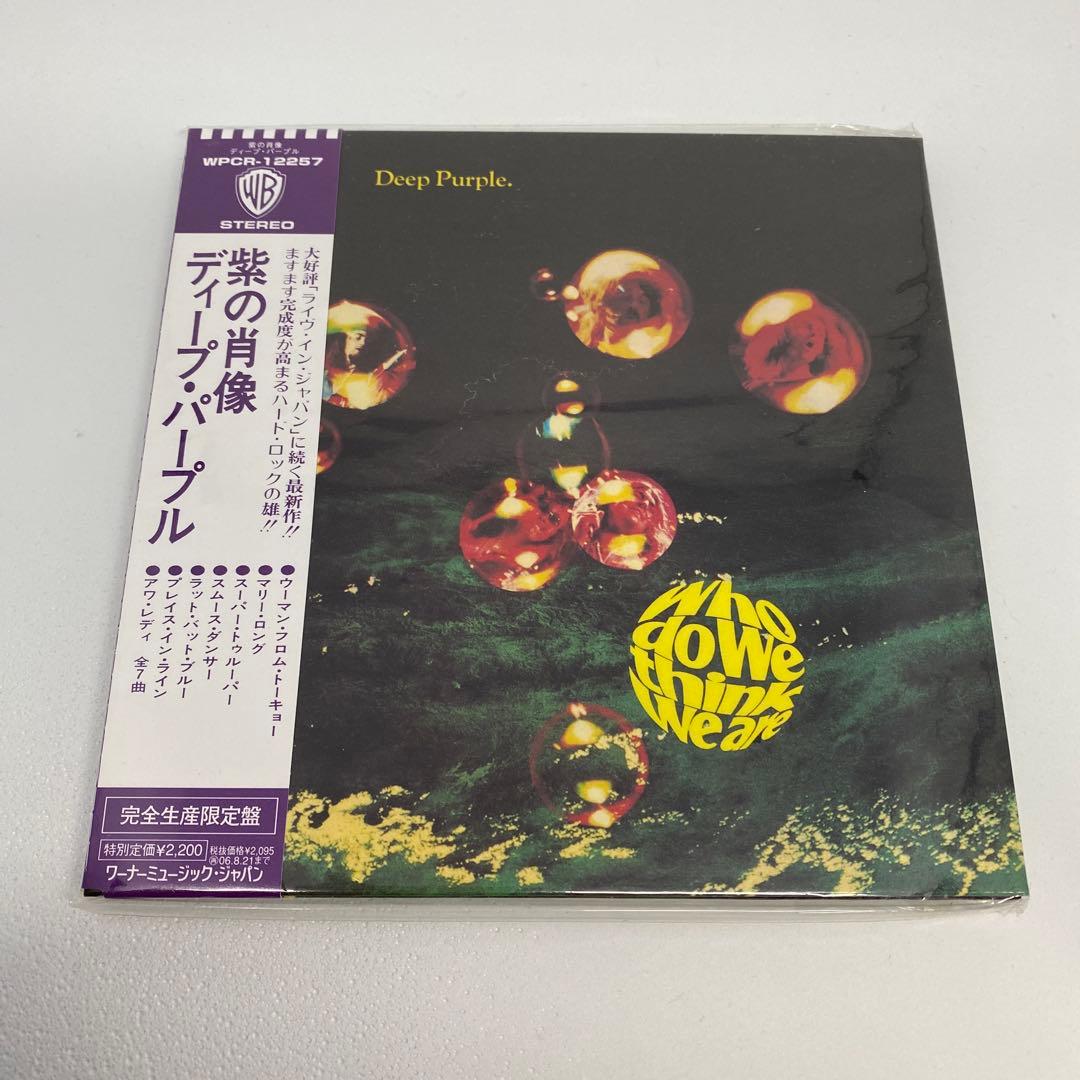 紫の肖像
ディープ・パープル
WPCR-12257
WB
STEREO
紫の肖像
ディープ・パープル
大好評「ライヴ・イン・ジャパン」に続く最新作!!
ますます完成度が高まるハード・ロックの雄!!
●ウーマン・フロム・トーキョー
●マリー・ロング
●スーパー・トゥルーパー
●スムース・ダンサー
●ラット・バット・ブルー
●プレイス・イン・ライン
●アワ・レディ 全7曲
完全生産限定盤
特別定価¥2,200
税抜価格¥2,095
㋐06.8.21まで
ワーナーミュージック・ジャパン
Deep Purple.
Who
do We
think
We are